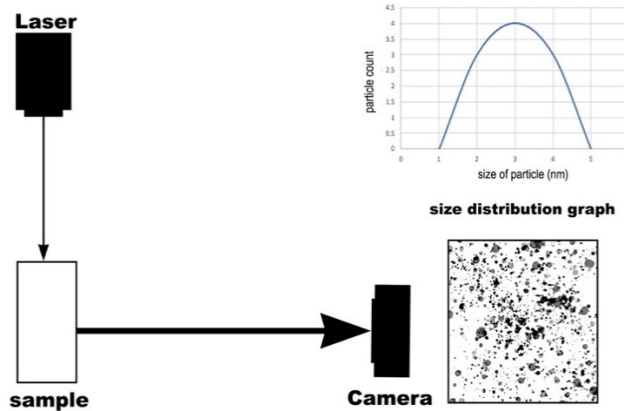 Laser
4.5
4
3.5
3
2.5
2
1.5
1
0.5
0
particle count
0 1 2 3 4 5
size of particle (nm)
size distribution graph
sample
Camera